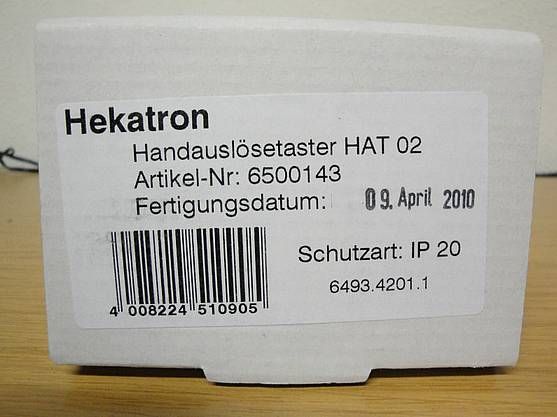 Hekatron
Handauslösetaster HAT 02
Artikel-Nr: 6500143
Fertigungsdatum: 09. April 2010
Schutzart: IP 20
6493.4201.1
4 008224 510905